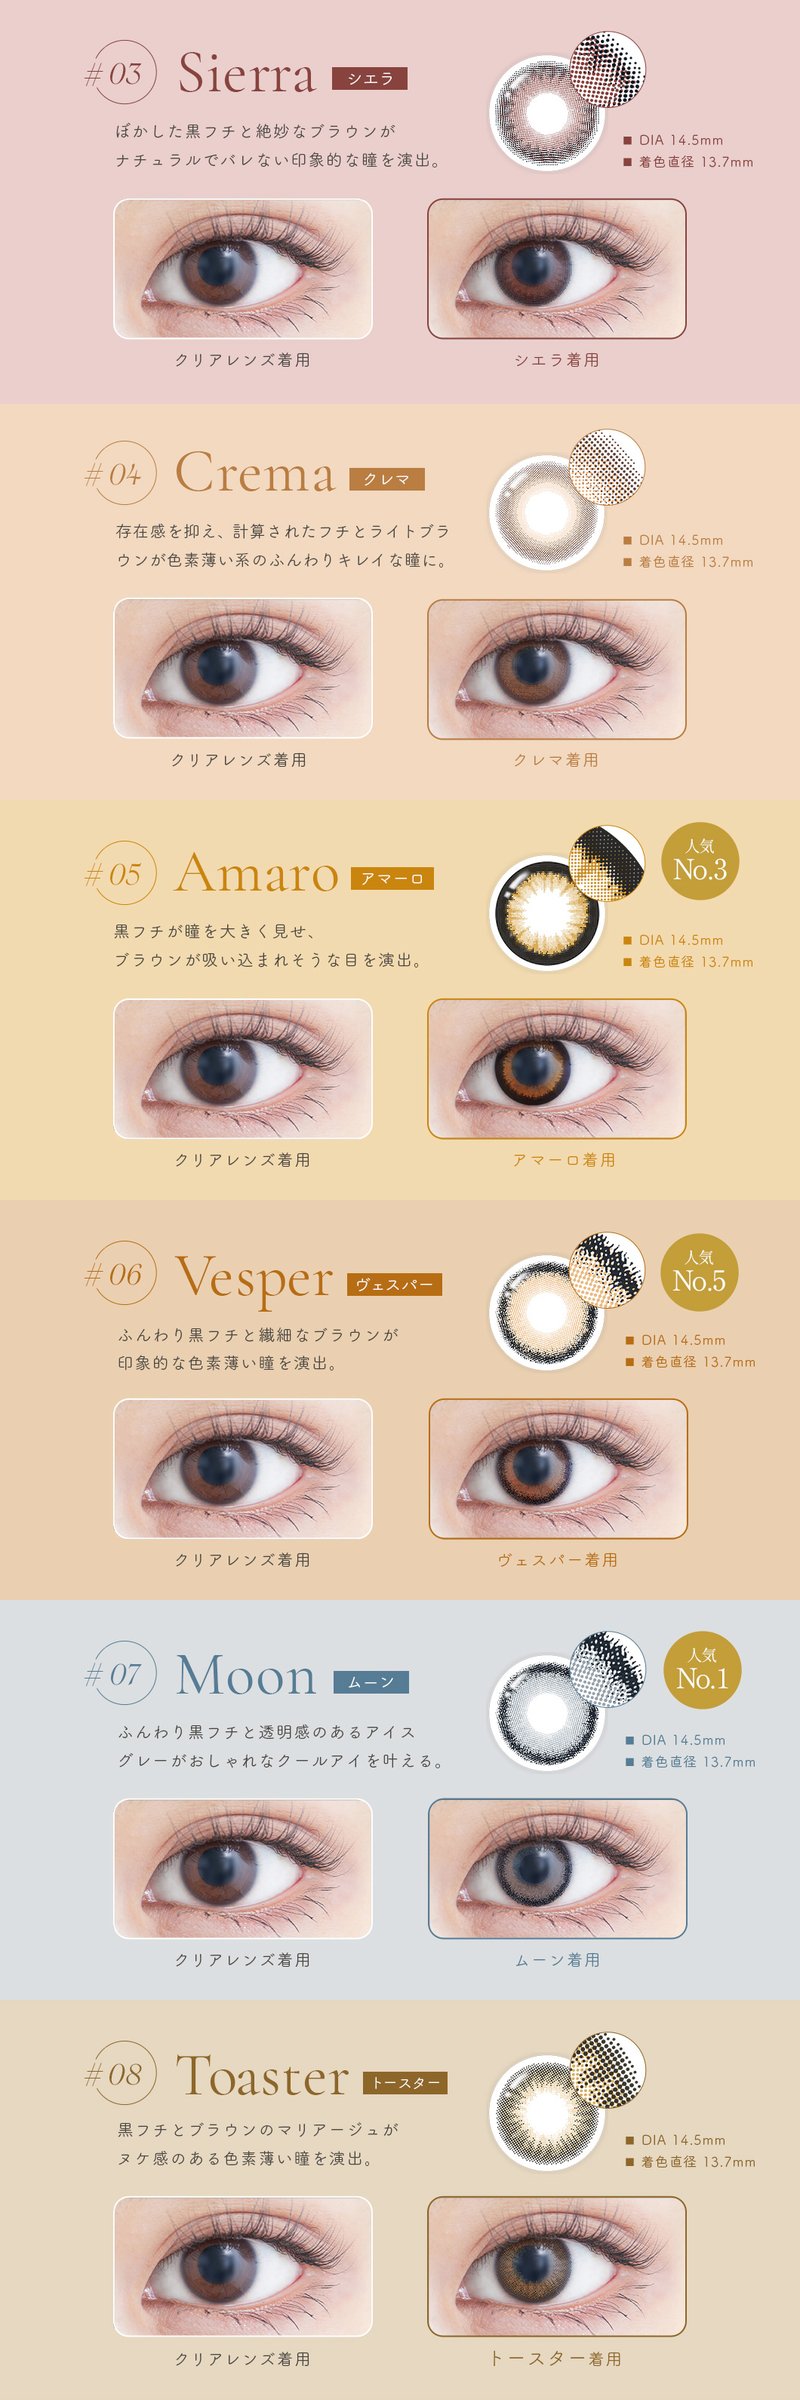 #03
Sierra
シエラ
ぼかした黒フチと絶妙なブラウンが
ナチュラルでバレない印象的な瞳を演出。
■ DIA 14.5mm
■ 着色直径 13.7mm
クリアレンズ着用
シエラ着用
#04
Crema
クレマ
存在感を抑え、計算されたフチとライトブラ
ウンが色素薄い系のふんわりキレイな瞳に。
■ DIA 14.5mm
■ 着色直径 13.7mm
クリアレンズ着用
クレマ着用
#05
Amaro
アマーロ
人気
No.3
黒フチが瞳を大きく見せ、
ブラウンが吸い込まれそうな目を演出。
■ DIA 14.5mm
■ 着色直径 13.7mm
クリアレンズ着用
アマーロ着用
#06
Vesper
ヴェスパー
人気
No.5
ふんわり黒フチと繊細なブラウンが
印象的な色素薄い瞳を演出。
■ DIA 14.5mm
■ 着色直径 13.7mm
クリアレンズ着用
ヴェスパー着用
#07
Moon
ムーン
人気
No.1
ふんわり黒フチと透明感のあるアイス
グレーがおしゃれなクールアイを叶える。
■ DIA 14.5mm
■ 着色直径 13.7mm
クリアレンズ着用
ムーン着用
#08
Toaster
トースター
黒フチとブラウンのマリアージュが
ヌケ感のある色素薄い瞳を演出。
■ DIA 14.5mm
■ 着色直径 13.7mm
クリアレンズ着用
トースター着用